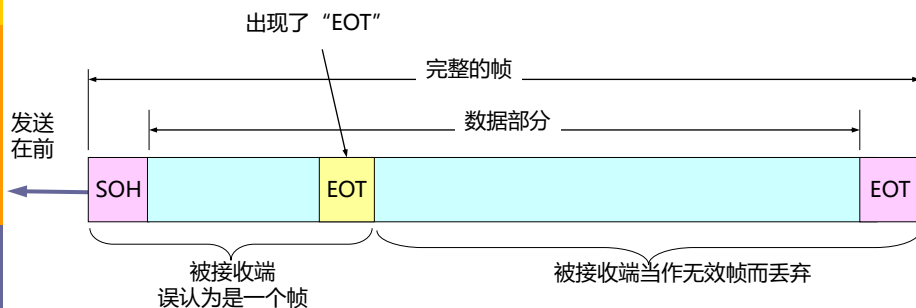 出现了“EOT”
完整的帧
发送
在前
数据部分
SOH
EOT
EOT
被接收端
误认为是一个帧
被接收端当作无效帧而丢弃